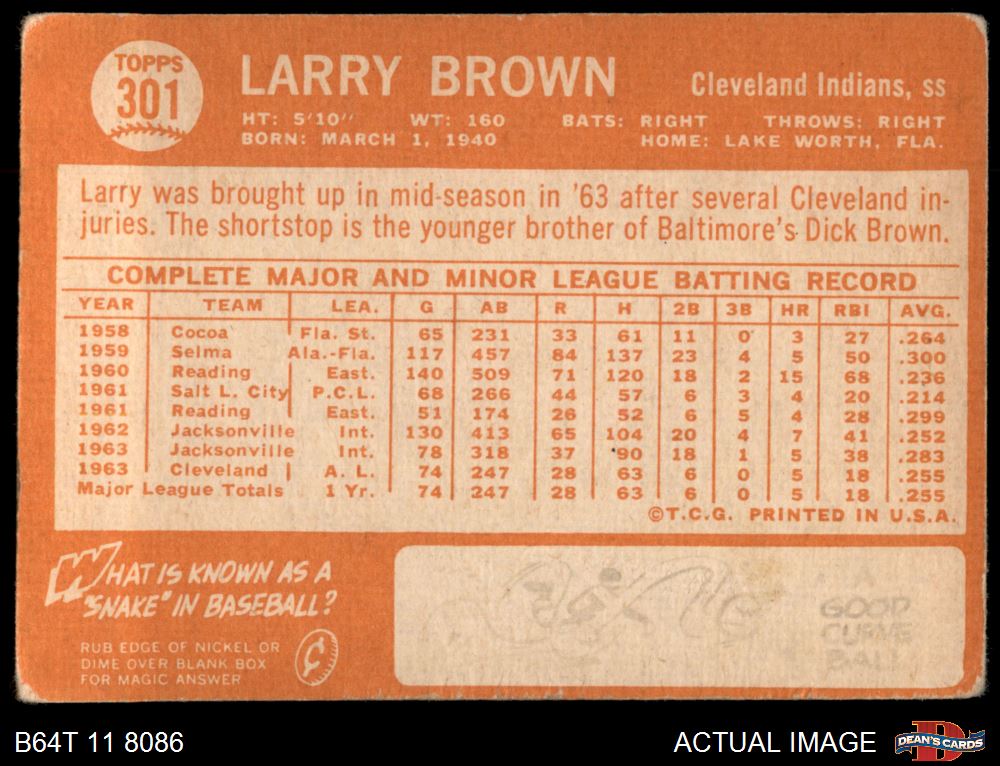 TOPPS
301
LARRY BROWN
Cleveland Indians, ss
HT: 5'10" WT: 160 BATS: RIGHT THROWS: RIGHT
BORN: MARCH 1, 1940 HOME: LAKE WORTH, FLA.
Larry was brought up in mid-season in '63 after several Cleveland in-
juries. The shortstop is the younger brother of Baltimore's Dick Brown.
COMPLETE MAJOR AND MINOR LEAGUE BATTING RECORD
YEAR TEAM LEA. G AB R H 2B 3B HR RBI AVG.
1958 Cocoa Fla. St. 65 231 33 61 11 0 3 27 .264
1959 Selma Ala.-Fla. 117 457 84 137 23 4 5 50 .300
1960 Reading East. 140 509 71 120 18 2 15 68 .236
1961 Salt L. City P.C.L. 68 266 44 57 6 3 4 20 .214
1961 Reading East. 51 174 26 52 6 5 4 28 .299
1962 Jacksonville Int. 130 413 65 104 20 4 7 41 .252
1963 Jacksonville Int. 78 318 37 90 18 1 5 38 .283
1963 Cleveland A. L. 74 247 28 63 6 0 5 18 .255
Major League Totals 1 Yr. 74 247 28 63 6 0 5 18 .255
©T.C.G. PRINTED IN U.S.A.
WHAT IS KNOWN AS A
"SNAKE" IN BASEBALL?
RUB EDGE OF NICKEL OR
DIME OVER BLANK BOX
FOR MAGIC ANSWER
¢
A
GOOD
CURVE
BALL
B64T 11 8086
ACTUAL IMAGE
D
DEAN'S CARDS